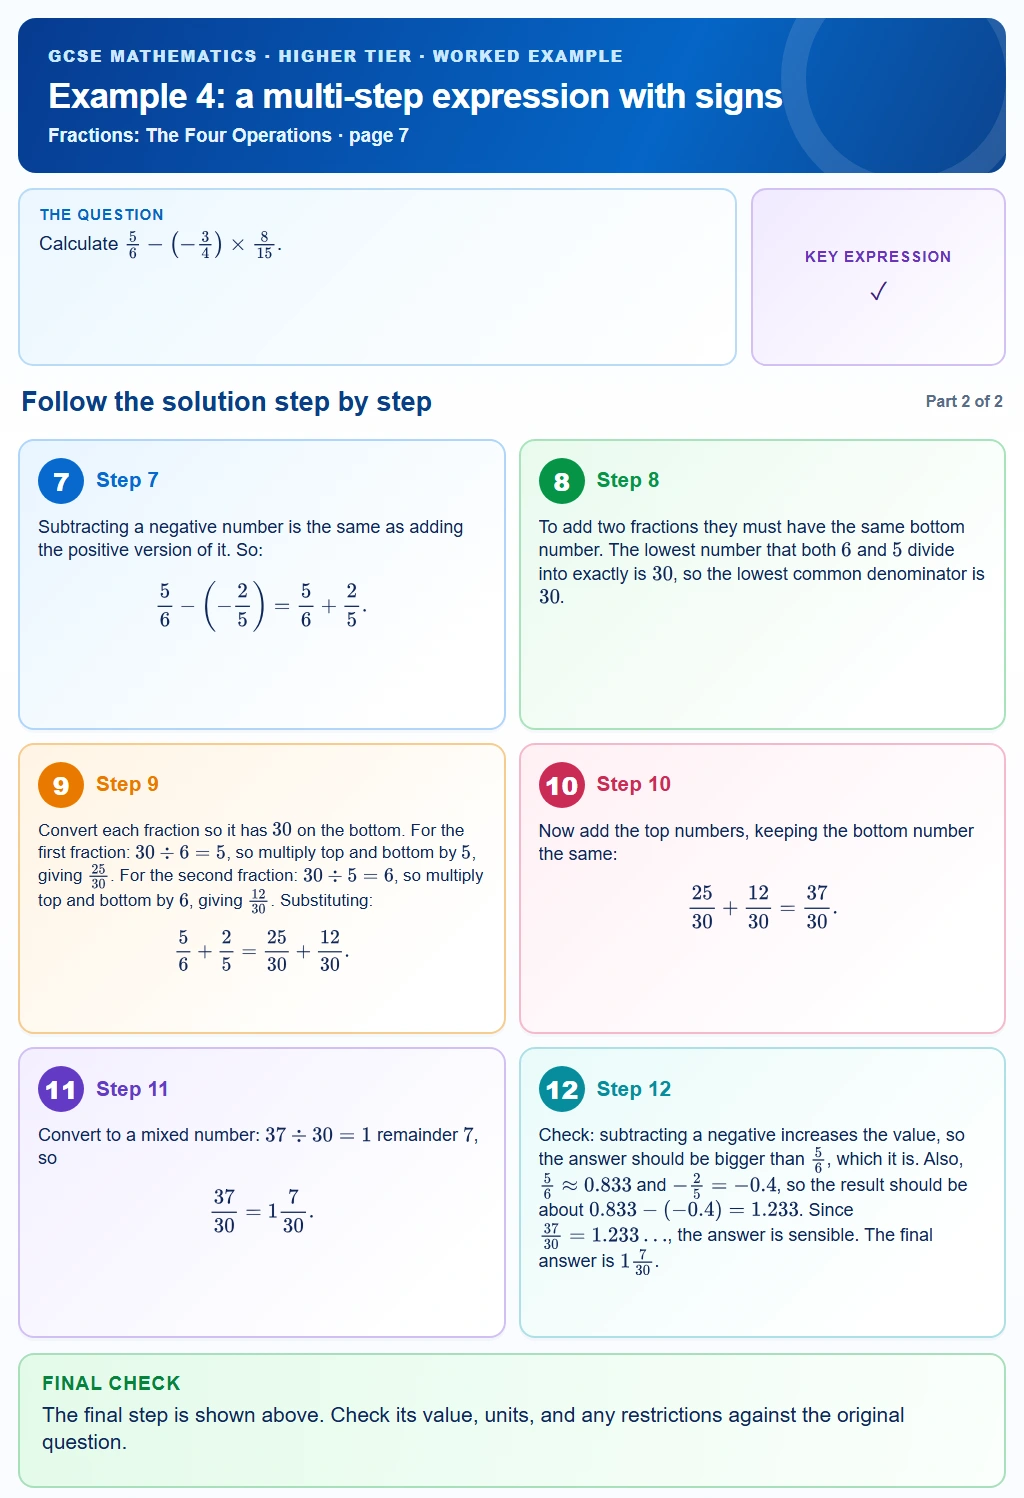 GCSE MATHEMATICS · HIGHER TIER · WORKED EXAMPLE
Example 4: a multi-step expression with signs
Fractions: The Four Operations · page 7
THE QUESTION
Calculate 5/6 − (−3/4) × 8/15.
KEY EXPRESSION
✓
Follow the solution step by step
Part 2 of 2
7 Step 7
Subtracting a negative number is the same as adding
the positive version of it. So:
5/6 − (−2/5) = 5/6 + 2/5.
8 Step 8
To add two fractions they must have the same bottom
number. The lowest number that both 6 and 5 divide
into exactly is 30, so the lowest common denominator is
30.
9 Step 9
Convert each fraction so it has 30 on the bottom. For the
first fraction: 30 ÷ 6 = 5, so multiply top and bottom by 5,
giving 25/30. For the second fraction: 30 ÷ 5 = 6, so multiply
top and bottom by 6, giving 12/30. Substituting:
5/6 + 2/5 = 25/30 + 12/30.
10 Step 10
Now add the top numbers, keeping the bottom number
the same:
25/30 + 12/30 = 37/30.
11 Step 11
Convert to a mixed number: 37 ÷ 30 = 1 remainder 7,
so
37/30 = 1 7/30.
12 Step 12
Check: subtracting a negative increases the value, so
the answer should be bigger than 5/6, which it is. Also,
5/6 ≈ 0.833 and −2/5 = −0.4, so the result should be
about 0.833 − (−0.4) = 1.233. Since
37/30 = 1.233…, the answer is sensible. The final
answer is 1 7/30.
FINAL CHECK
The final step is shown above. Check its value, units, and any restrictions against the original
question.